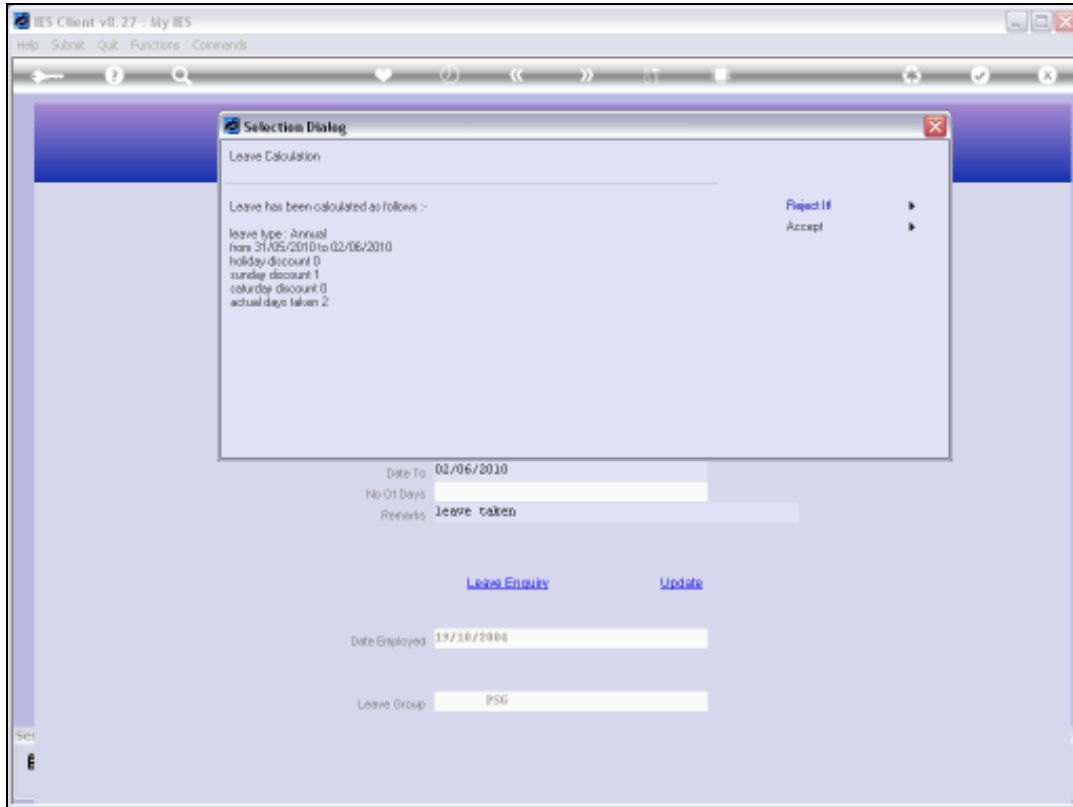 IES Client v8.27 : My IES
Help Submit Quit Functions Commands
Selection Dialog
Leave Calculation
Leave has been calculated as follows :-
Reject It
Accept
leave type : Annual
from 31/05/2010 to 02/06/2010
holiday discount 0
sunday discount 1
saturday discount 0
actual days taken 2
Date To 02/06/2010
No Of Days
Remarks leave taken
Leave Enquiry Update
Date Employed
Leave Group PSG